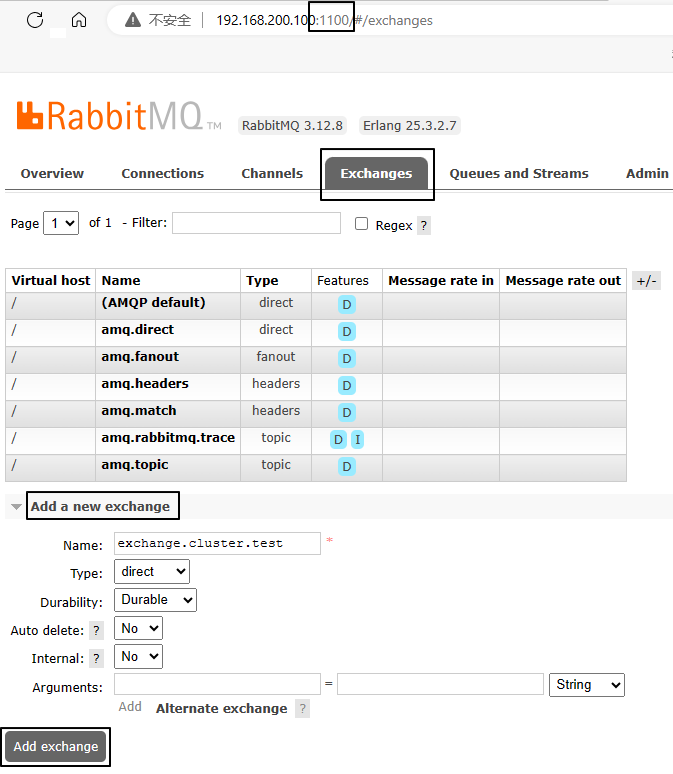 不安全 192.168.200.100:1100/#/exchanges
RabbitMQ TM RabbitMQ 3.12.8 Erlang 25.3.2.7
Overview Connections Channels Exchanges Queues and Streams Admin
Page 1 of 1 - Filter: Regex ?
Virtual host Name Type Features Message rate in Message rate out +/-
/ (AMQP default) direct D
/ amq.direct direct D
/ amq.fanout fanout D
/ amq.headers headers D
/ amq.match headers D
/ amq.rabbitmq.trace topic D I
/ amq.topic topic D
Add a new exchange
Name: exchange.cluster.test *
Type: direct
Durability: Durable
Auto delete: ? No
Internal: ? No
Arguments: = String
Add Alternate exchange ?
Add exchange